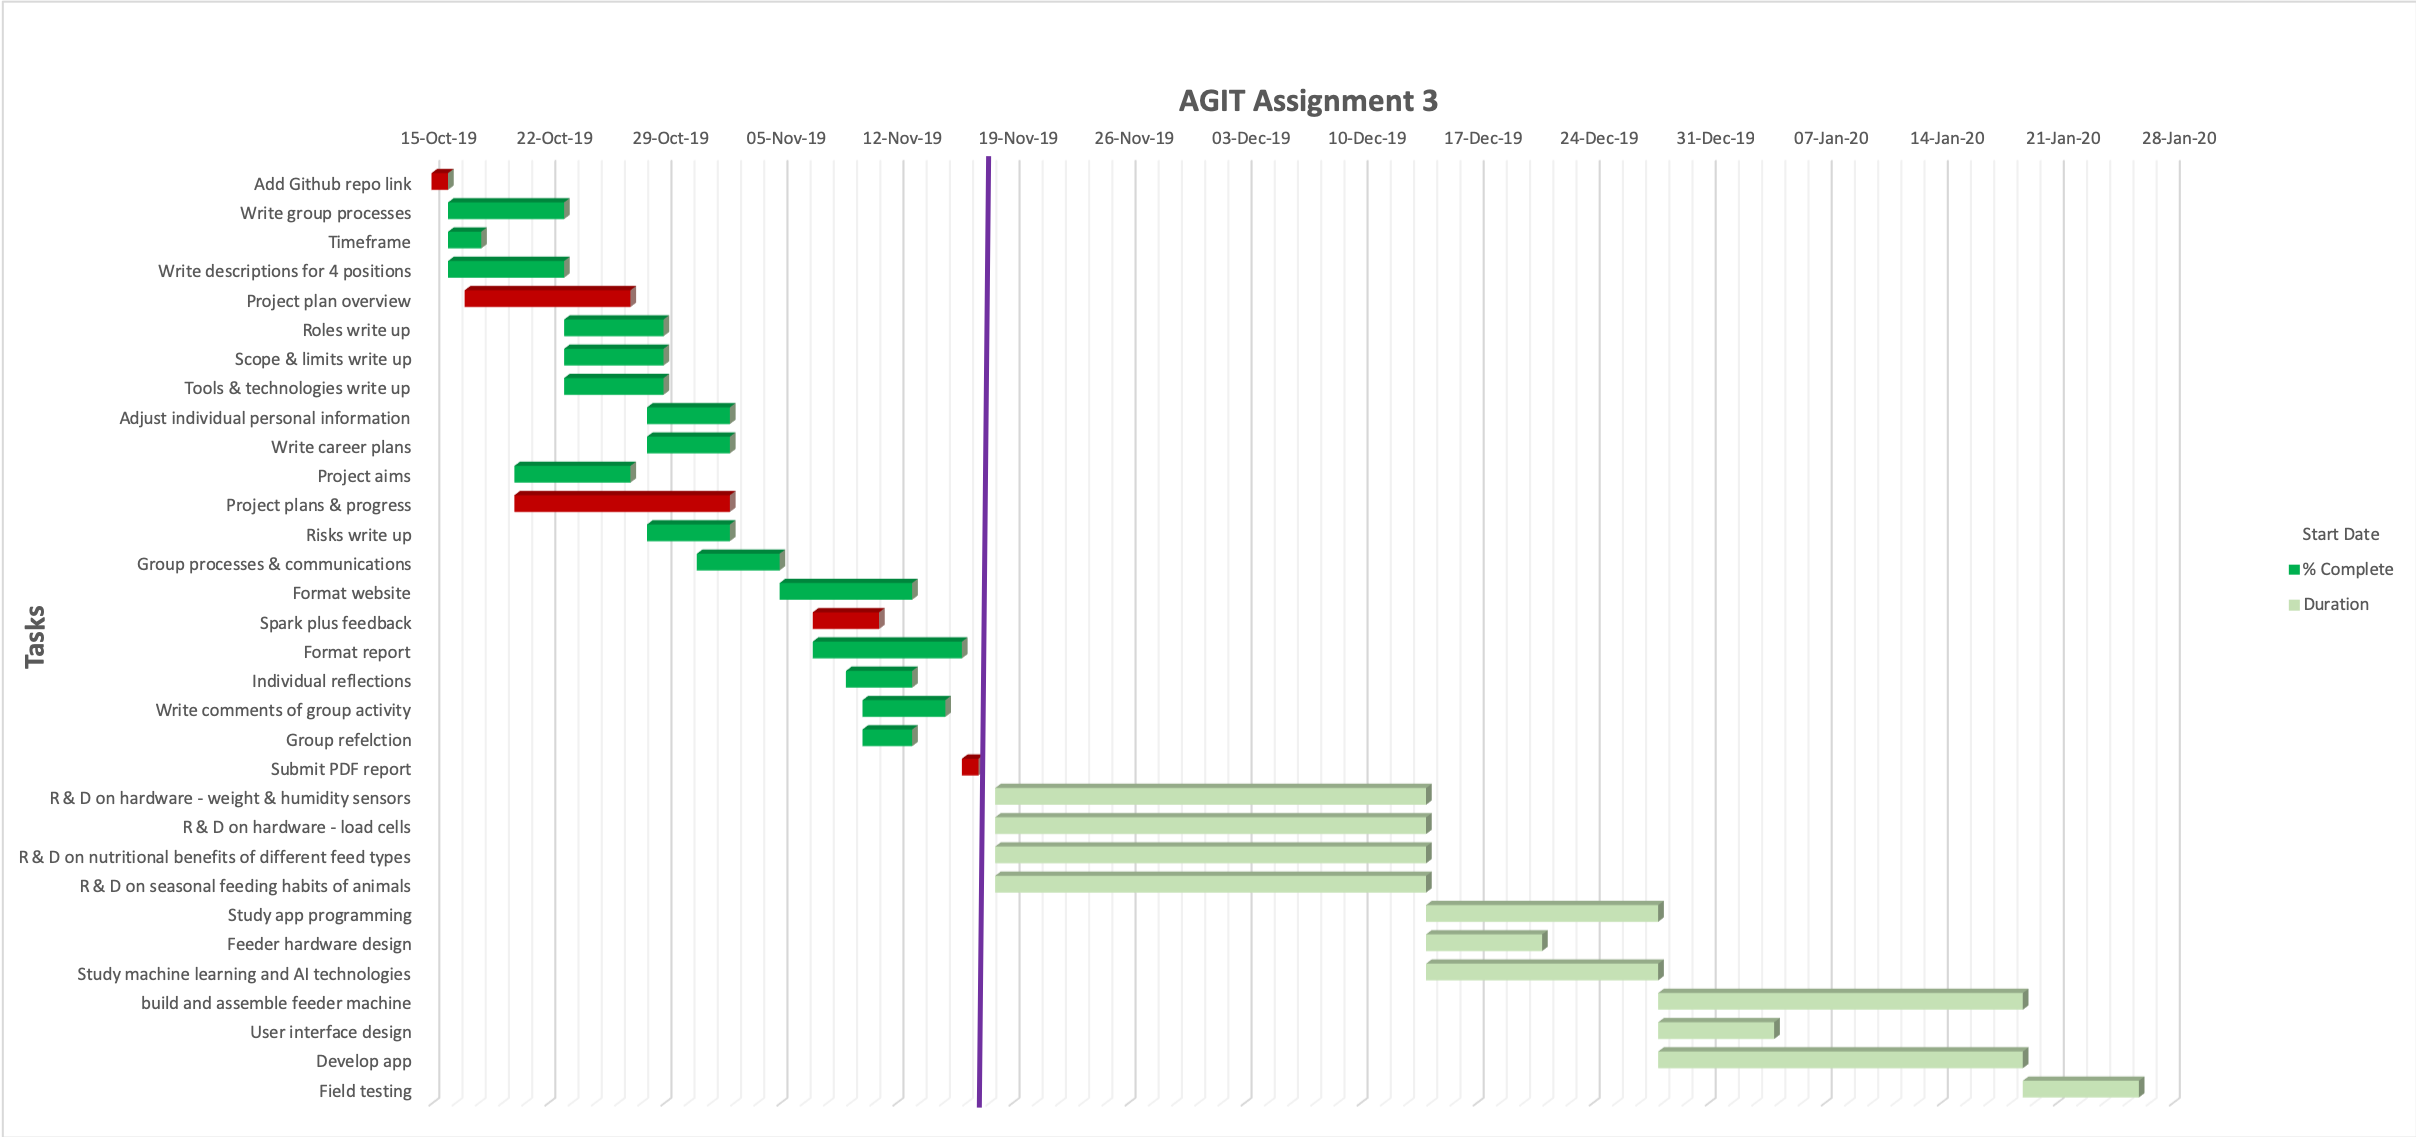 AGIT Assignment 3
15-Oct-19 22-Oct-19 29-Oct-19 05-Nov-19 12-Nov-19 19-Nov-19 26-Nov-19 03-Dec-19 10-Dec-19 17-Dec-19 24-Dec-19 31-Dec-19 07-Jan-20 14-Jan-20 21-Jan-20 28-Jan-20
Tasks
Add Github repo link
Write group processes
Timeframe
Write descriptions for 4 positions
Project plan overview
Roles write up
Scope & limits write up
Tools & technologies write up
Adjust individual personal information
Write career plans
Project aims
Project plans & progress
Risks write up
Group processes & communications
Format website
Spark plus feedback
Format report
Individual reflections
Write comments of group activity
Group refelction
Submit PDF report
R & D on hardware - weight & humidity sensors
R & D on hardware - load cells
R & D on nutritional benefits of different feed types
R & D on seasonal feeding habits of animals
Study app programming
Feeder hardware design
Study machine learning and AI technologies
build and assemble feeder machine
User interface design
Develop app
Field testing
Start Date
% Complete
Duration